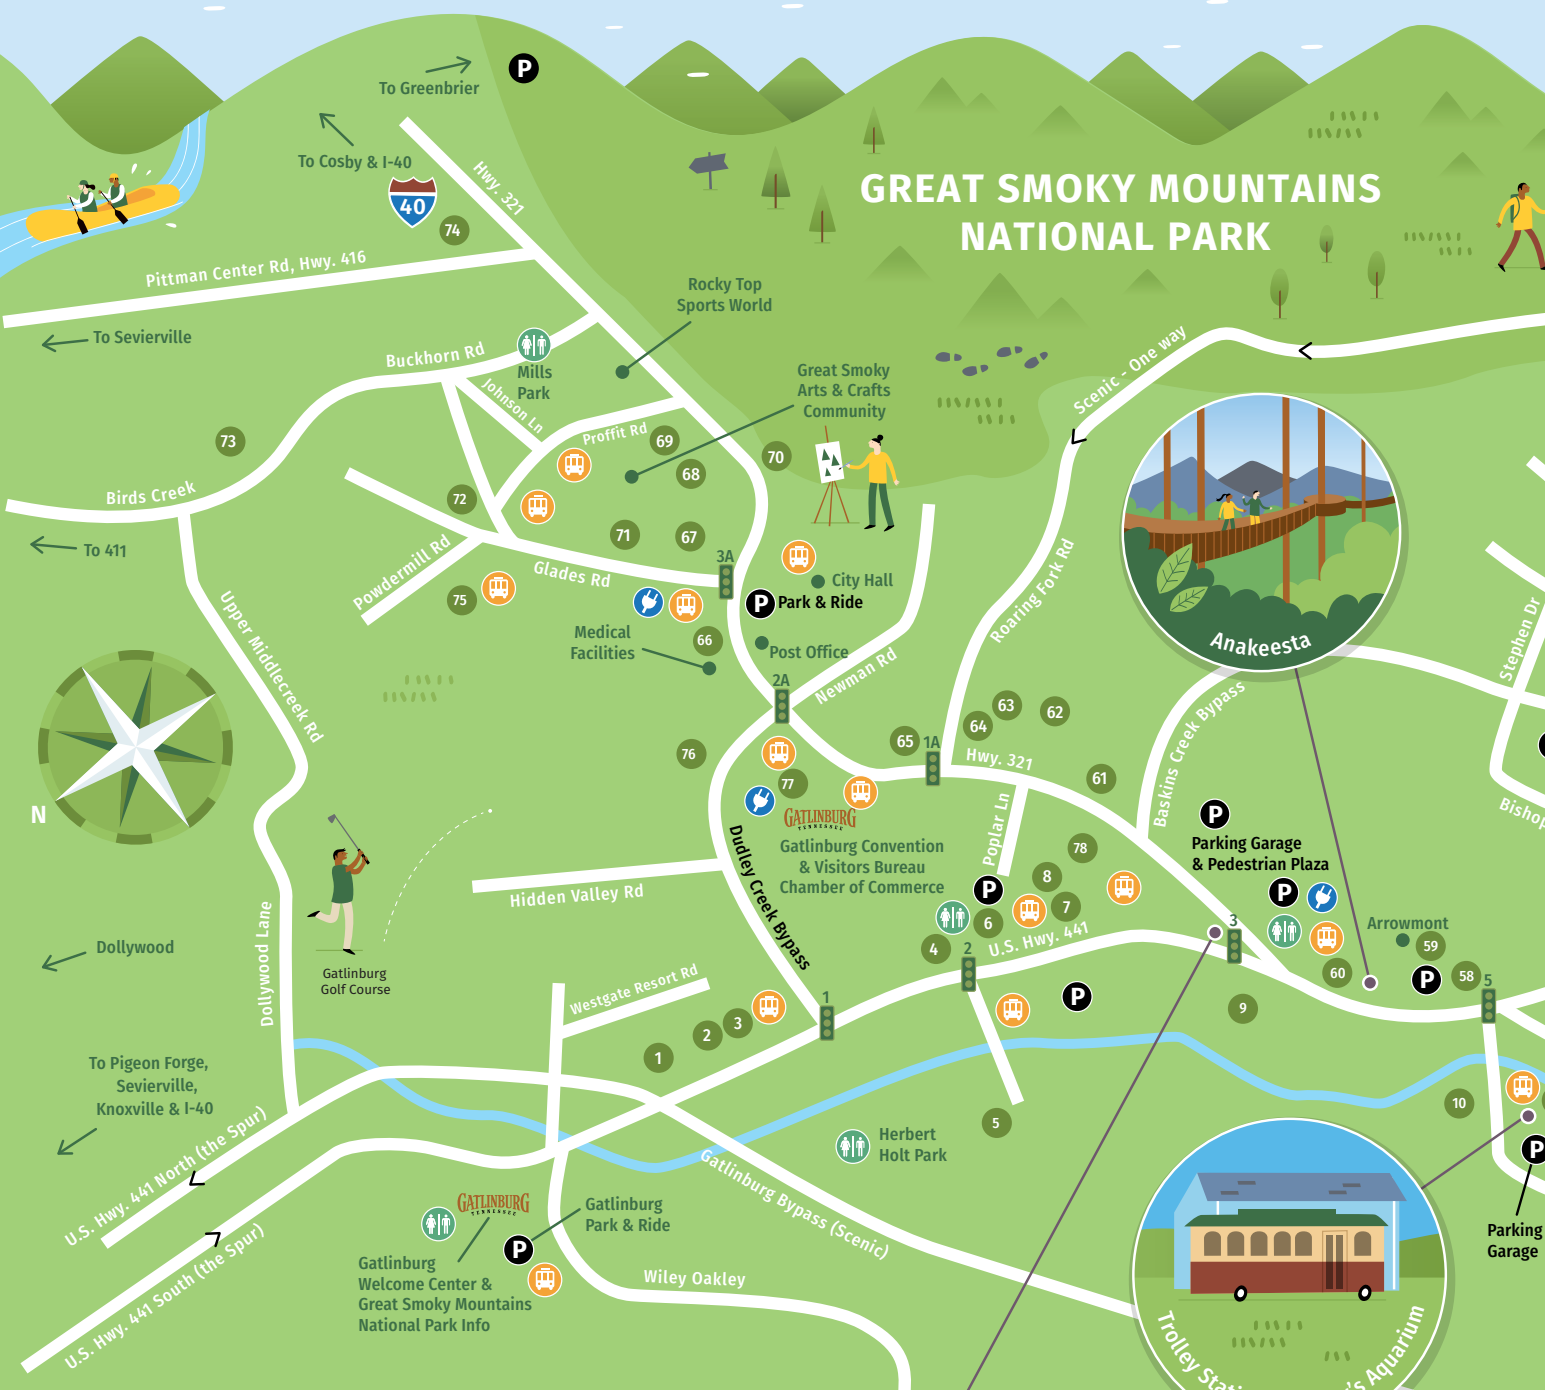 P
To Greenbrier
To Cosby & I-40
40
Hwy. 321
74
GREAT SMOKY MOUNTAINS
NATIONAL PARK
Pittman Center Rd, Hwy. 416
To Sevierville
Rocky Top
Sports World
Buckhorn Rd
Mills
Park
Johnson Ln
Proffit Rd
Great Smoky
Arts & Crafts
Community
Scenic - One way
73
69
70
68
Birds Creek
72
71
67
To 411
Powdermill Rd
Glades Rd
75
3A
City Hall
P
Park & Ride
Medical
Facilities
66
Post Office
2A
Newman Rd
Roaring Fork Rd
Anakeesta
Stephen Dr
Upper Middlecreek Rd
N
76
77
GATLINBURG
TENNESSEE
Gatlinburg Convention
& Visitors Bureau
Chamber of Commerce
65
1A
64
63
62
Hwy. 321
61
Baskins Creek Bypass
Poplar Ln
P
Parking Garage
& Pedestrian Plaza
P
78
8
7
P
6
4
2
U.S. Hwy. 441
Dudley Creek Bypass
Hidden Valley Rd
Dollywood
Gatlinburg
Golf Course
Dollywood Lane
Westgate Resort Rd
3
Arrowmont
59
60
P
58
5
9
P
1
3
2
1
10
5
To Pigeon Forge,
Sevierville,
Knoxville & I-40
U.S. Hwy. 441 North (the Spur)
U.S. Hwy. 441 South (the Spur)
Herbert
Holt Park
Gatlinburg Bypass (Scenic)
GATLINBURG
TENNESSEE
Gatlinburg
Park & Ride
P
Gatlinburg
Welcome Center &
Great Smoky Mountains
National Park Info
Wiley Oakley
P
Parking
Garage
Trolley
Aquarium